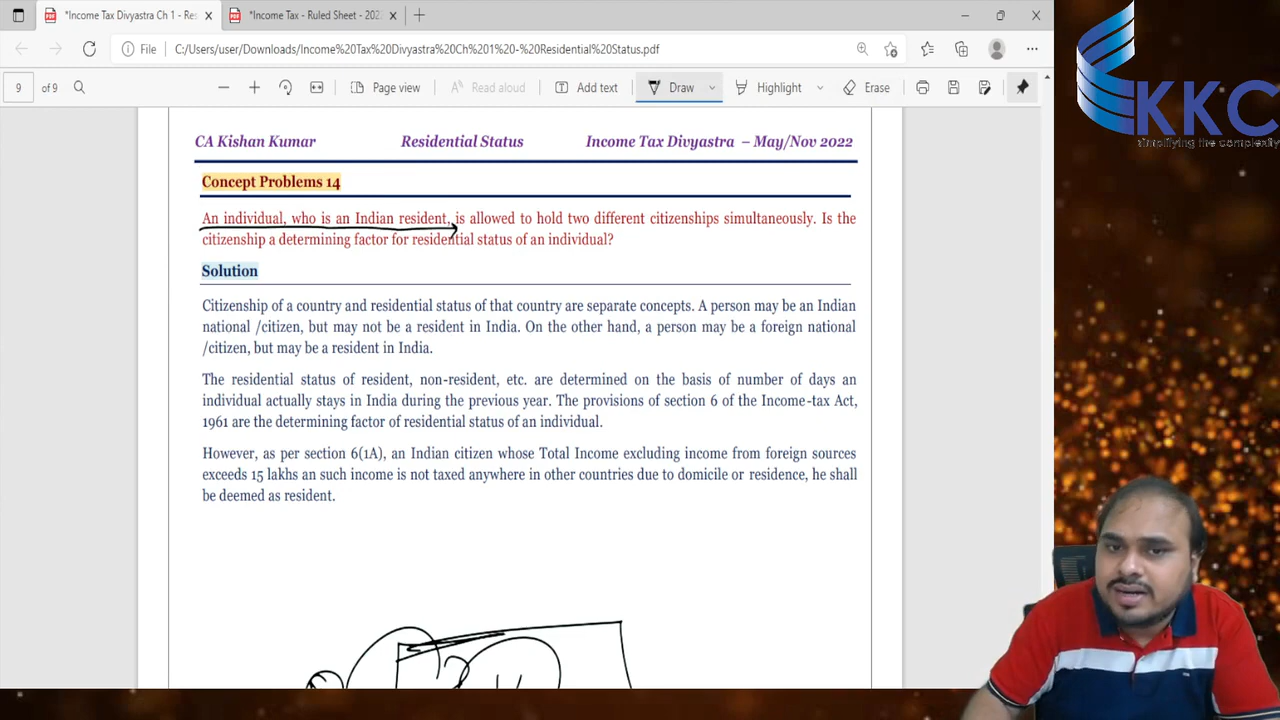 *Income Tax Divyastra Ch 1 - Res
*Income Tax - Ruled Sheet - 202
File
C:/Users/user/Downloads/Income%20Tax%20Divyastra%20Ch%201%20-%20Residential%20Status.pdf
9 of 9
Page view
Read aloud
Add text
Draw
Highlight
Erase
KKC
simplifying the complexity
CA Kishan Kumar Residential Status Income Tax Divyastra – May/Nov 2022
Concept Problems 14
An individual, who is an Indian resident, is allowed to hold two different citizenships simultaneously. Is the
citizenship a determining factor for residential status of an individual?
Solution
Citizenship of a country and residential status of that country are separate concepts. A person may be an Indian
national /citizen, but may not be a resident in India. On the other hand, a person may be a foreign national
/citizen, but may be a resident in India.
The residential status of resident, non-resident, etc. are determined on the basis of number of days an
individual actually stays in India during the previous year. The provisions of section 6 of the Income-tax Act,
1961 are the determining factor of residential status of an individual.
However, as per section 6(1A), an Indian citizen whose Total Income excluding income from foreign sources
exceeds 15 lakhs an such income is not taxed anywhere in other countries due to domicile or residence, he shall
be deemed as resident.